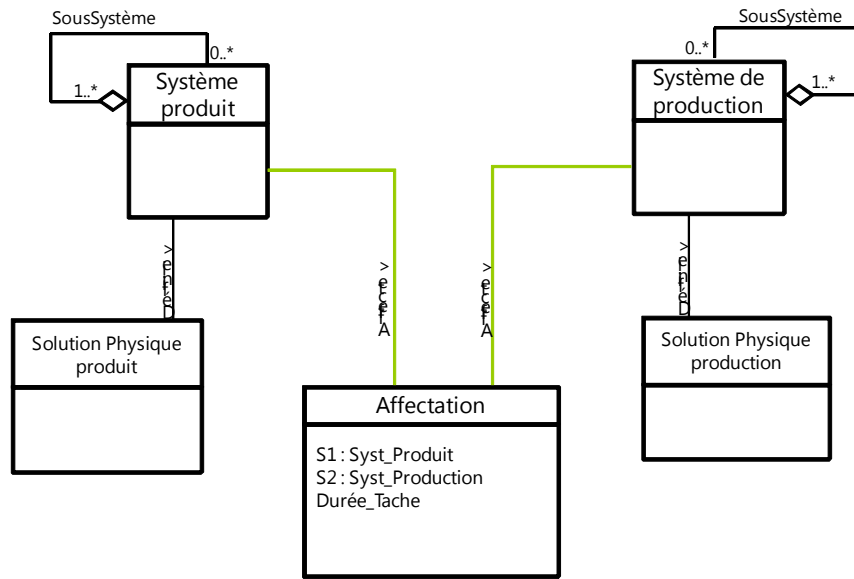 SousSystème
0..*
1..*
Système
produit
SousSystème
0..*
1..*
Système de
production
Affecte >
Affecte >
Solution Physique
produit
Solution Physique
production
Affectation
S1 : Syst_Produit
S2 : Syst_Production
Durée_Tache